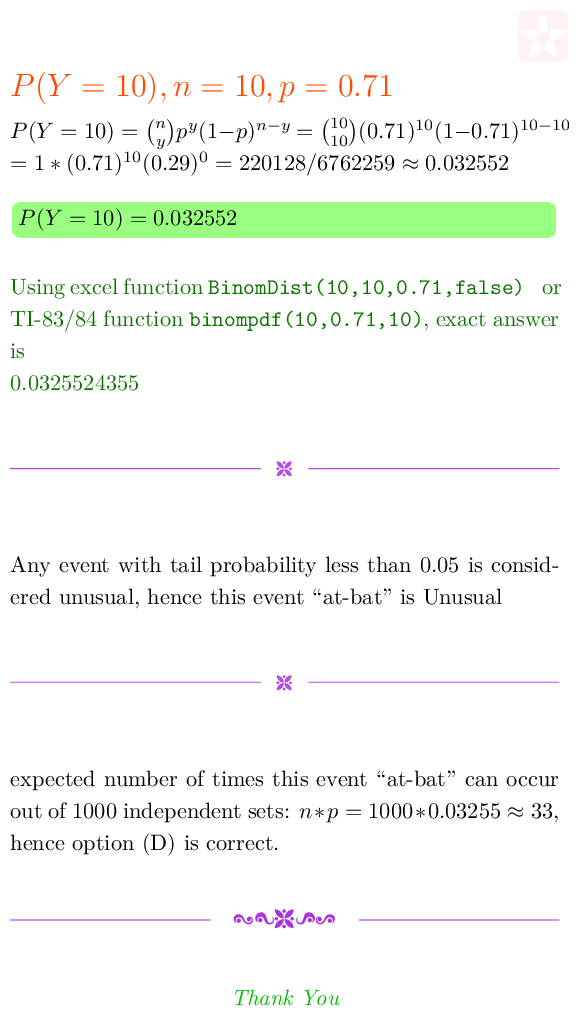 P(Y = 10), n = 10, p = 0.71
P(Y = 10) = \binom{n}{y}p^y(1−p)^{n−y} = \binom{10}{10}(0.71)^{10}(1−0.71)^{10−10}
= 1 ∗ (0.71)^{10}(0.29)^0 = 220128/6762259 ≈ 0.032552
P(Y = 10) = 0.032552
Using excel function BinomDist(10,10,0.71,false) or
TI-83/84 function binompdf(10,0.71,10), exact answer
is
0.0325524355
Any event with tail probability less than 0.05 is consid-
ered unusual, hence this event “at-bat” is Unusual
expected number of times this event “at-bat” can occur
out of 1000 independent sets: n∗p = 1000∗0.03255 ≈ 33,
hence option (D) is correct.
Thank You